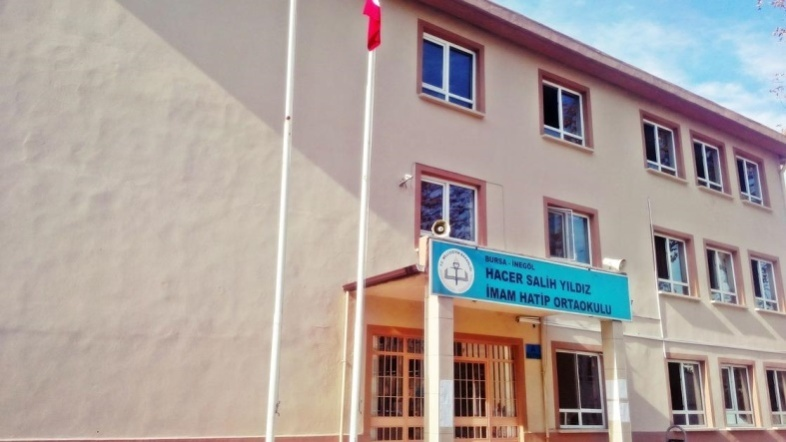 BURSA - İNEGÖL
HACER SALİH YILDIZ
İMAM HATİP ORTAOKULU